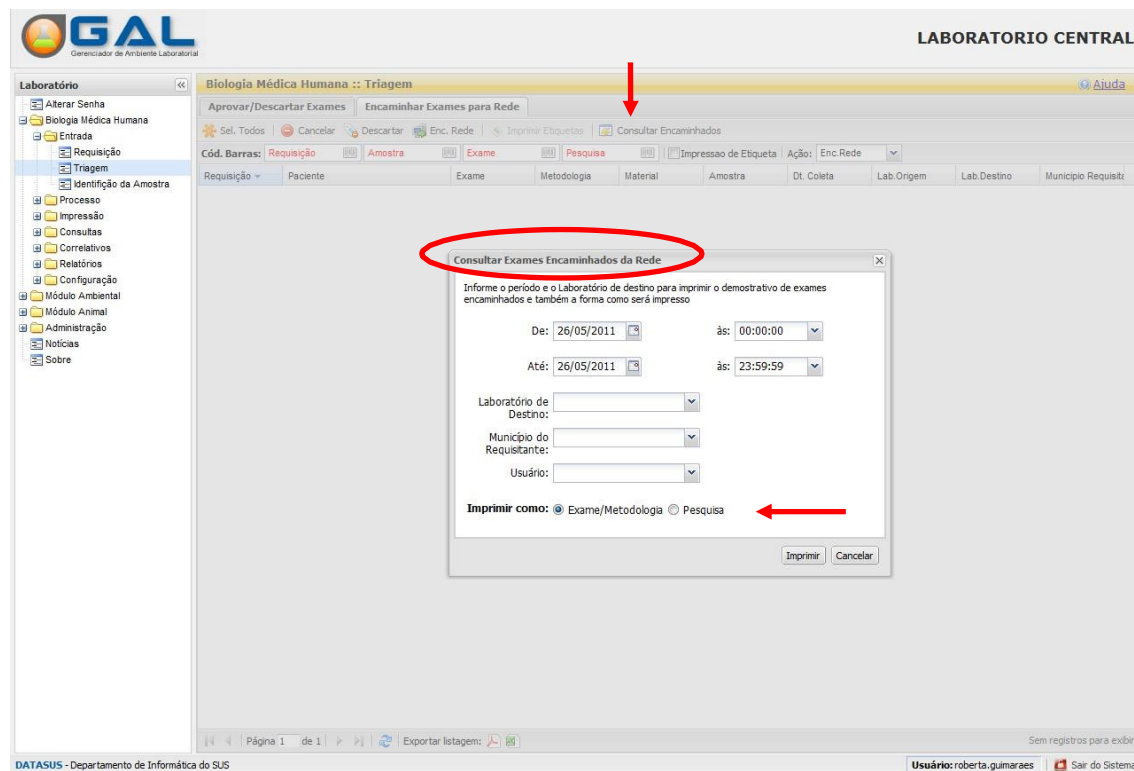 GAL
Gerenciador de Ambiente Laboratorial
LABORATORIO CENTRAL
Laboratório
Alterar Senha
Biologia Médica Humana
Entrada
Requisição
Triagem
Identifição da Amostra
Processo
Impressão
Consultas
Correlativos
Relatórios
Configuração
Módulo Ambiental
Módulo Animal
Administração
Notícias
Sobre
Biologia Médica Humana :: Triagem
Ajuda
Aprovar/Descartar Exames Encaminhar Exames para Rede
Sel. Todos Cancelar Descartar Enc. Rede Imprimir Etiquetas Consultar Encaminhados
Cód. Barras: Requisição Amostra Exame Pesquisa Impressao de Etiqueta Ação: Enc.Rede
Requisição Paciente Exame Metodologia Material Amostra Dt. Coleta Lab.Origem Lab.Destino Municipio Requisita
Consultar Exames Encaminhados da Rede
Informe o período e o Laboratório de destino para imprimir o demostrativo de exames
encaminhados e também a forma como será impresso
De: 26/05/2011 às: 00:00:00
Até: 26/05/2011 às: 23:59:59
Laboratório de
Destino:
Município do
Requisitante:
Usuário:
Imprimir como: Exame/Metodologia Pesquisa
Imprimir Cancelar
Página 1 de 1 Exportar listagem:
Sem registros para exibir
DATASUS - Departamento de Informática do SUS
Usuário: roberta.guimaraes Sair do Sistema